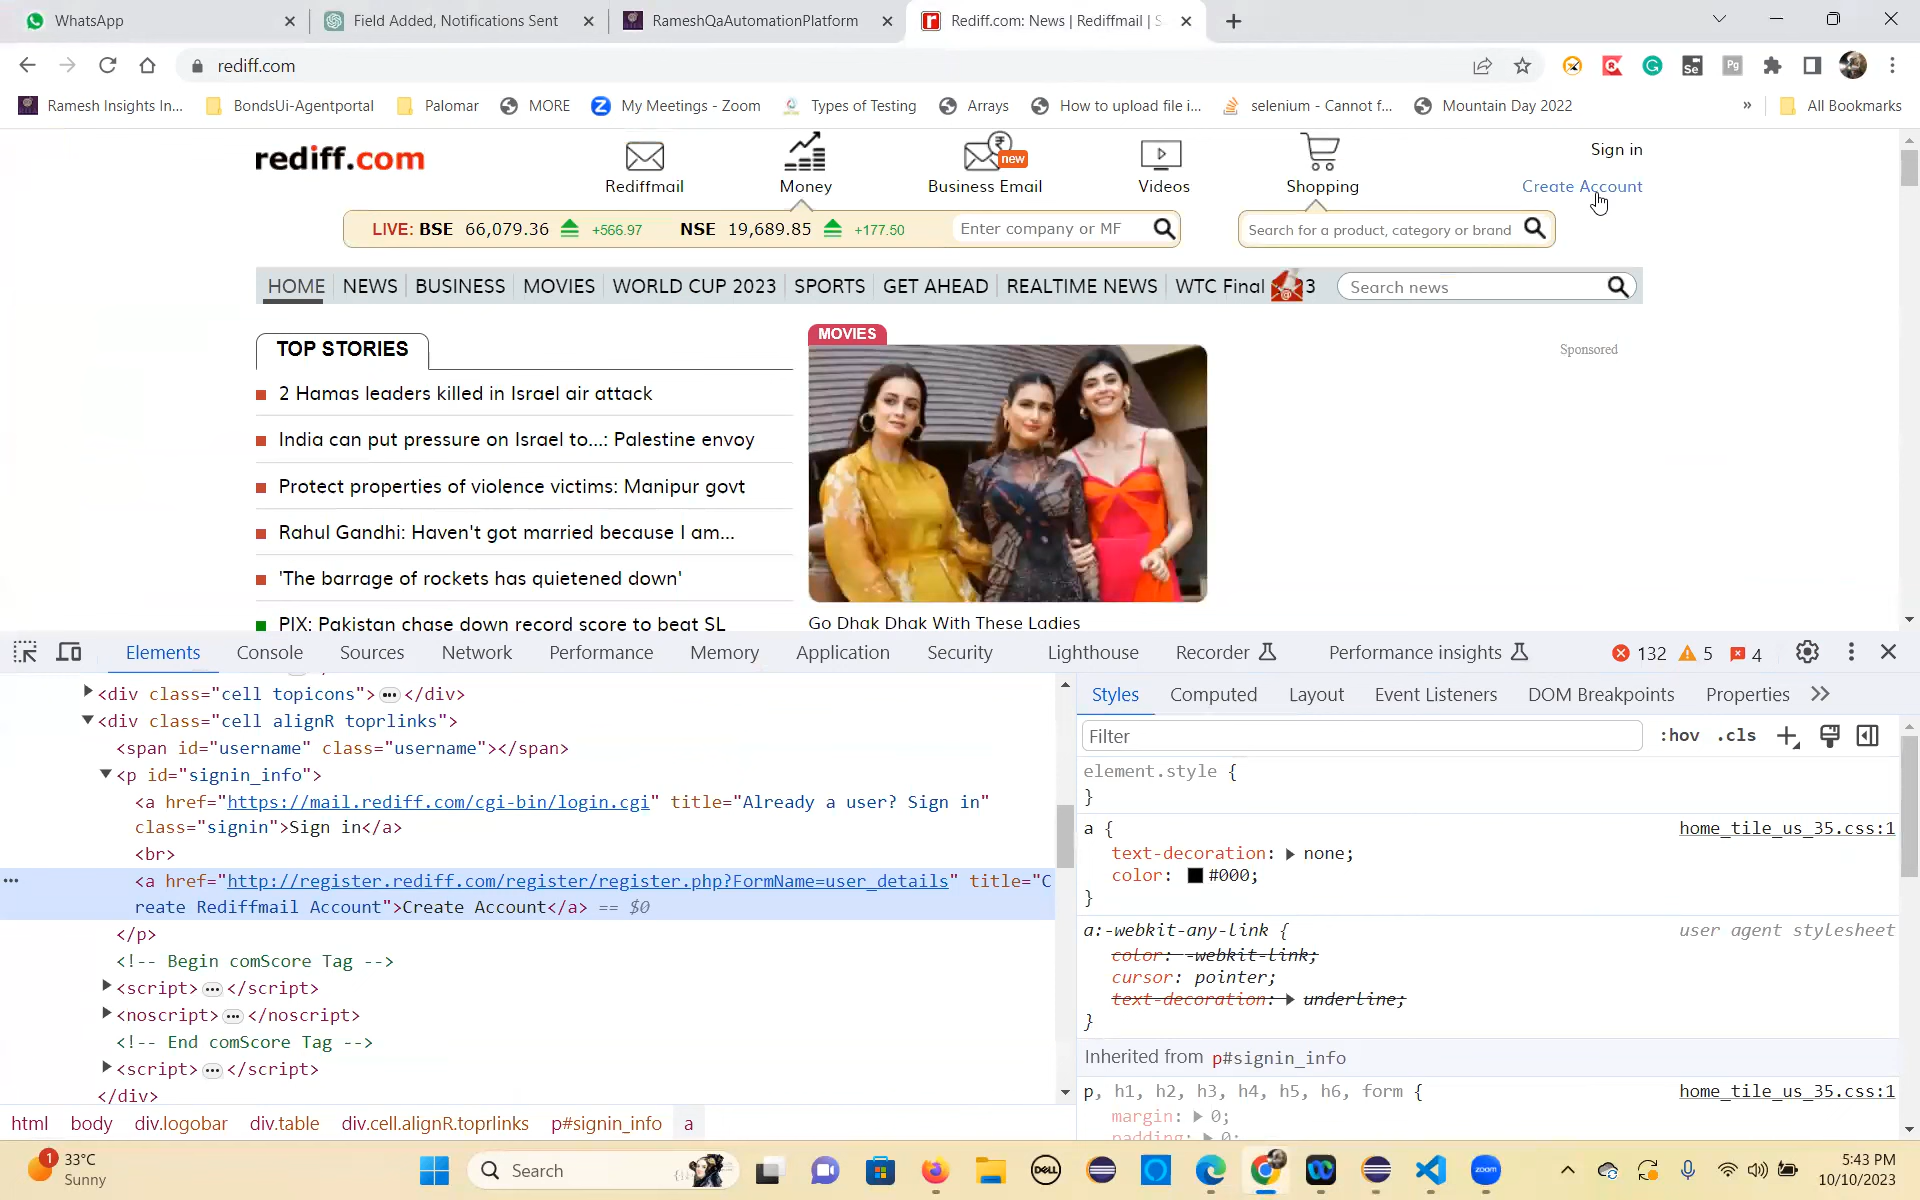 WhatsApp
Field Added, Notifications Sent
RameshQaAutomationPlatform
Rediff.com: News | Rediffmail | S
rediff.com
Ramesh Insights In...
BondsUi-Agentportal
Palomar
MORE
My Meetings - Zoom
Types of Testing
Arrays
How to upload file i...
selenium - Cannot f...
Mountain Day 2022
»
All Bookmarks
rediff.com
new
Rediffmail
Money
Business Email
Videos
Shopping
Sign in
Create Account
LIVE: BSE 66,079.36 +566.97 NSE 19,689.85 +177.50
Enter company or MF
Search for a product, category or brand
HOME
NEWS
BUSINESS
MOVIES
WORLD CUP 2023
SPORTS
GET AHEAD
REALTIME NEWS
WTC Final 3
Search news
TOP STORIES
2 Hamas leaders killed in Israel air attack
India can put pressure on Israel to...: Palestine envoy
Protect properties of violence victims: Manipur govt
Rahul Gandhi: Haven't got married because I am...
'The barrage of rockets has quietened down'
PIX: Pakistan chase down record score to beat SL
MOVIES
Go Dhak Dhak With These Ladies
Sponsored
Elements
Console
Sources
Network
Performance
Memory
Application
Security
Lighthouse
Recorder
Performance insights
132
5
4
<div class="cell topicons"> ••• </div>
<div class="cell alignR toprlinks">
<span id="username" class="username"></span>
<p id="signin_info">
<a href="https://mail.rediff.com/cgi-bin/login.cgi" title="Already a user? Sign in"
class="signin">Sign in</a>
<br>
<a href="http://register.rediff.com/register/register.php?FormName=user_details" title="C
reate Rediffmail Account">Create Account</a> == $0
</p>
<!-- Begin comScore Tag -->
<script> ••• </script>
<noscript> ••• </noscript>
<!-- End comScore Tag -->
<script> ••• </script>
</div>
html
body
div.logobar
div.table
div.cell.alignR.toprlinks
p#signin_info
a
Styles
Computed
Layout
Event Listeners
DOM Breakpoints
Properties
»
Filter
:hov
.cls
element.style {
}
a {
home_tile_us_35.css:1
text-decoration: none;
color: #000;
}
a:-webkit-any-link {
user agent stylesheet
color: -webkit-link;
cursor: pointer;
text-decoration: underline;
}
Inherited from p#signin_info
p, h1, h2, h3, h4, h5, h6, form {
home_tile_us_35.css:1
margin: 0;
padding: 0;
1
33°C
Sunny
Search
DELL
zoom
5:43 PM
10/10/2023